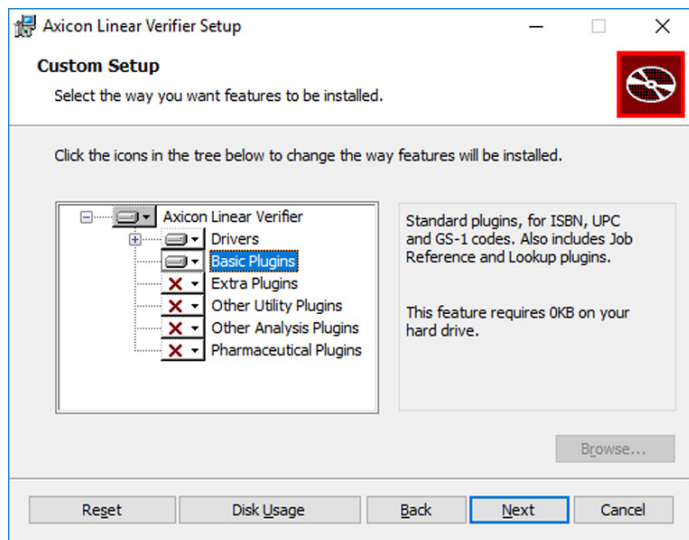 Axicon Linear Verifier Setup
Custom Setup
Select the way you want features to be installed.
Click the icons in the tree below to change the way features will be installed.
Axicon Linear Verifier
Drivers
Basic Plugins
Extra Plugins
Other Utility Plugins
Other Analysis Plugins
Pharmaceutical Plugins
Standard plugins, for ISBN, UPC
and GS-1 codes. Also includes Job
Reference and Lookup plugins.
This feature requires 0KB on your
hard drive.
Browse...
Reset Disk Usage Back Next Cancel